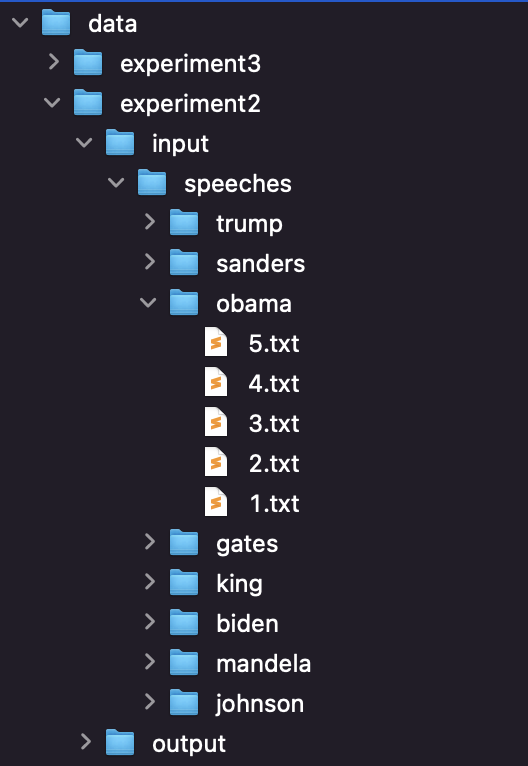 data
experiment3
experiment2
input
speeches
trump
sanders
obama
5.txt
4.txt
3.txt
2.txt
1.txt
gates
king
biden
mandela
johnson
output